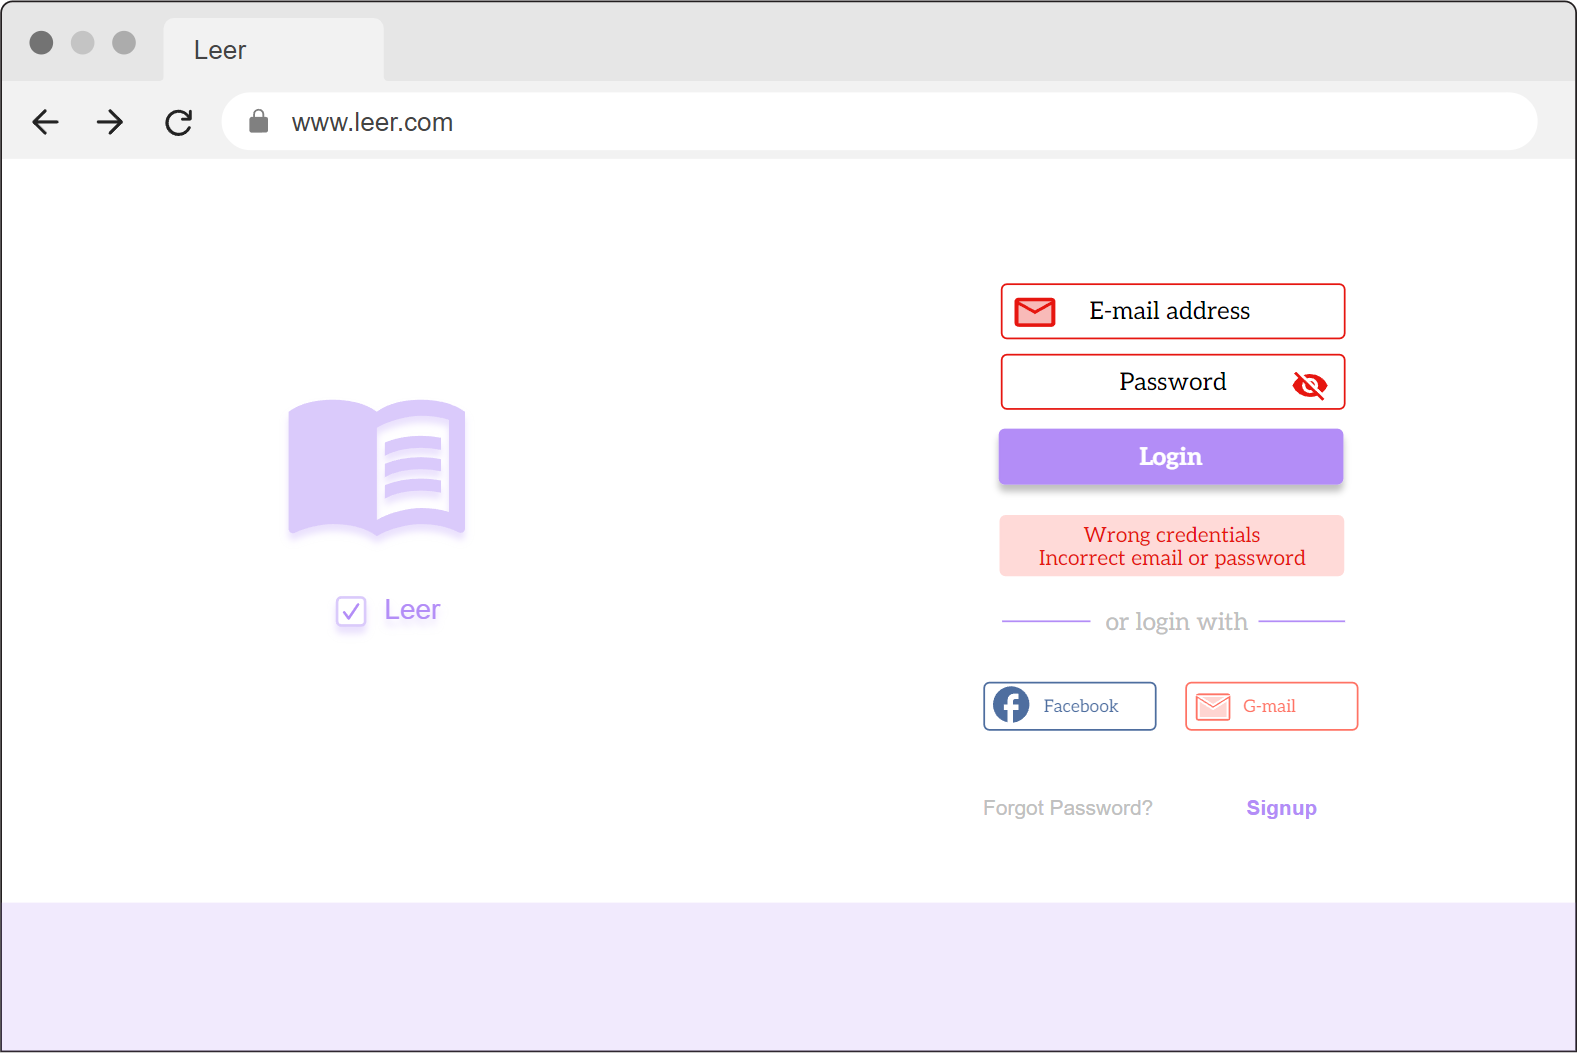 Leer
www.leer.com
E-mail address
Password
Login
Wrong credentials
Incorrect email or password
Leer
or login with
Facebook
G-mail
Forgot Password?
Signup